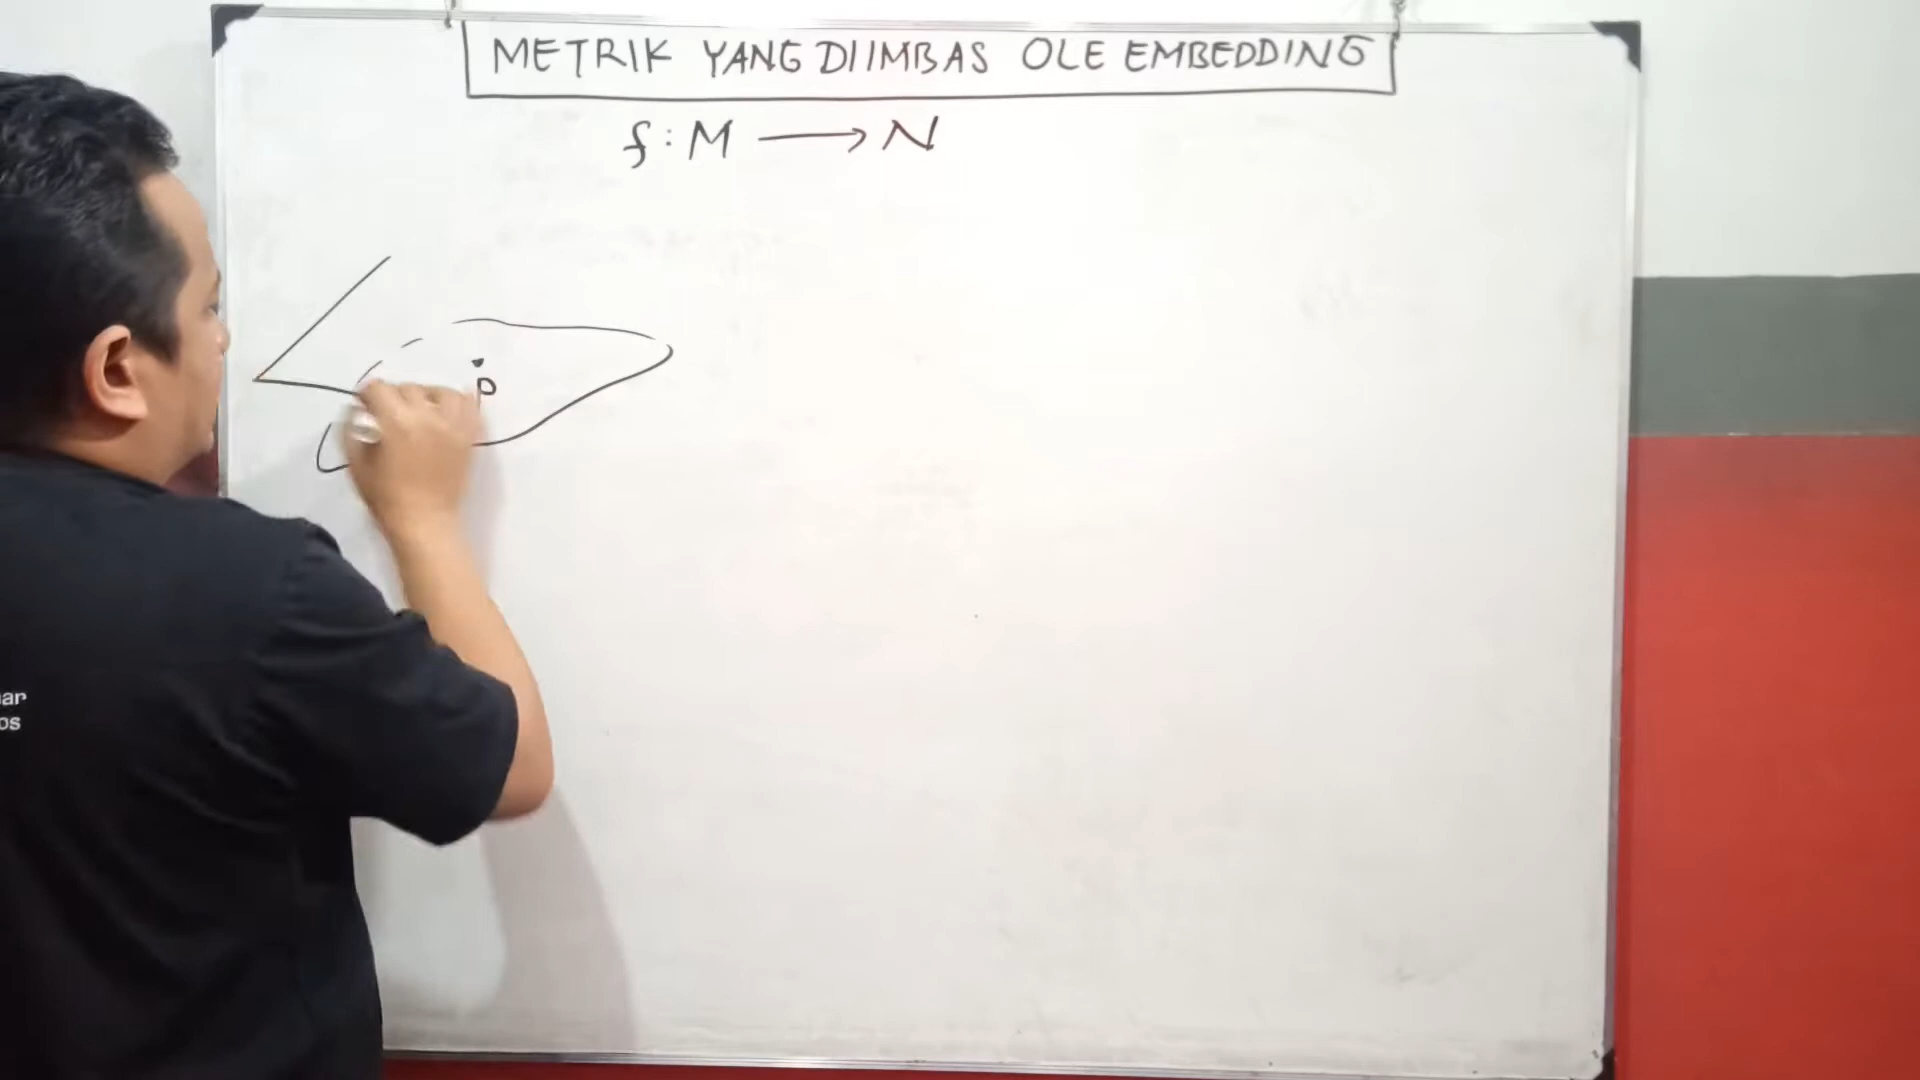 METRIK YANG DIIMBAS OLE EMBEDDING
f : M ⟶ N
p